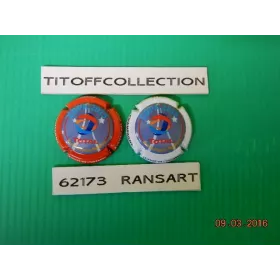 TITOFFCOLLECTION
62173 RANSART
09-03-2016